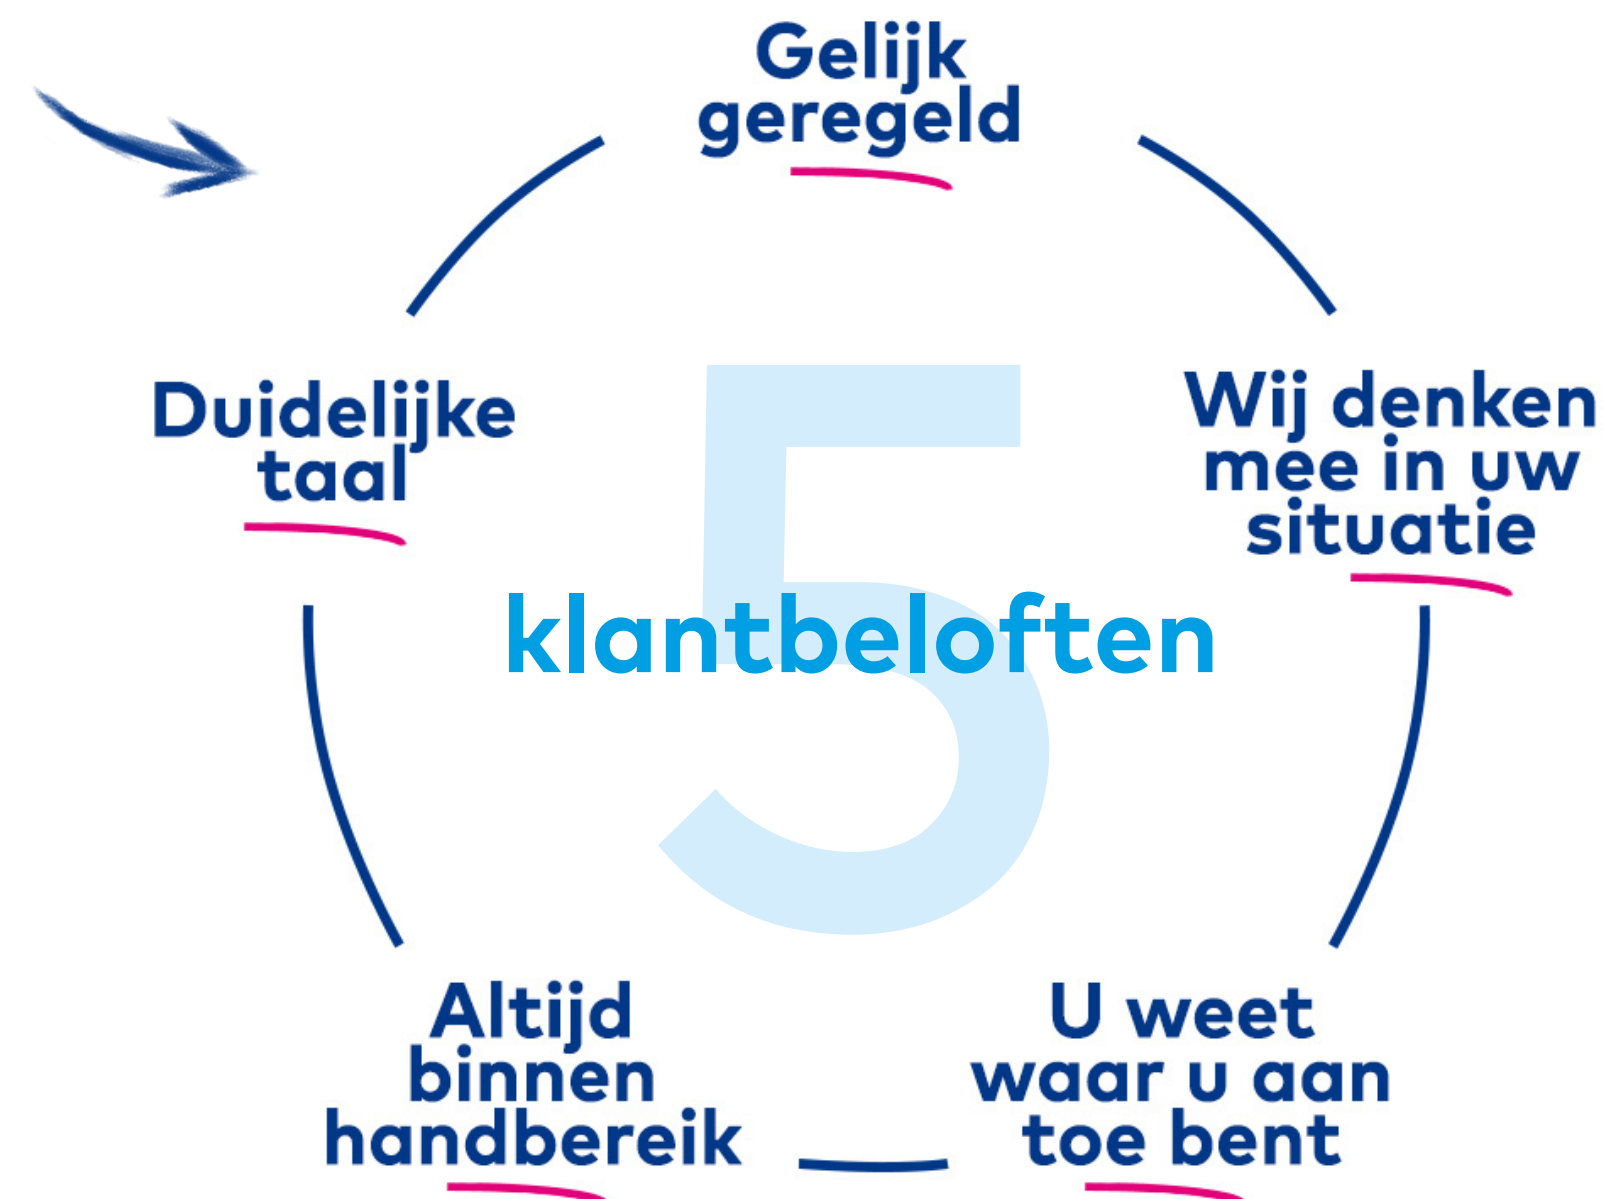 Gelijk
geregeld
Wij denken
mee in uw
situatie
U weet
waar u aan
toe bent
Altijd
binnen
handbereik
Duidelijke
taal
5
klantbeloften